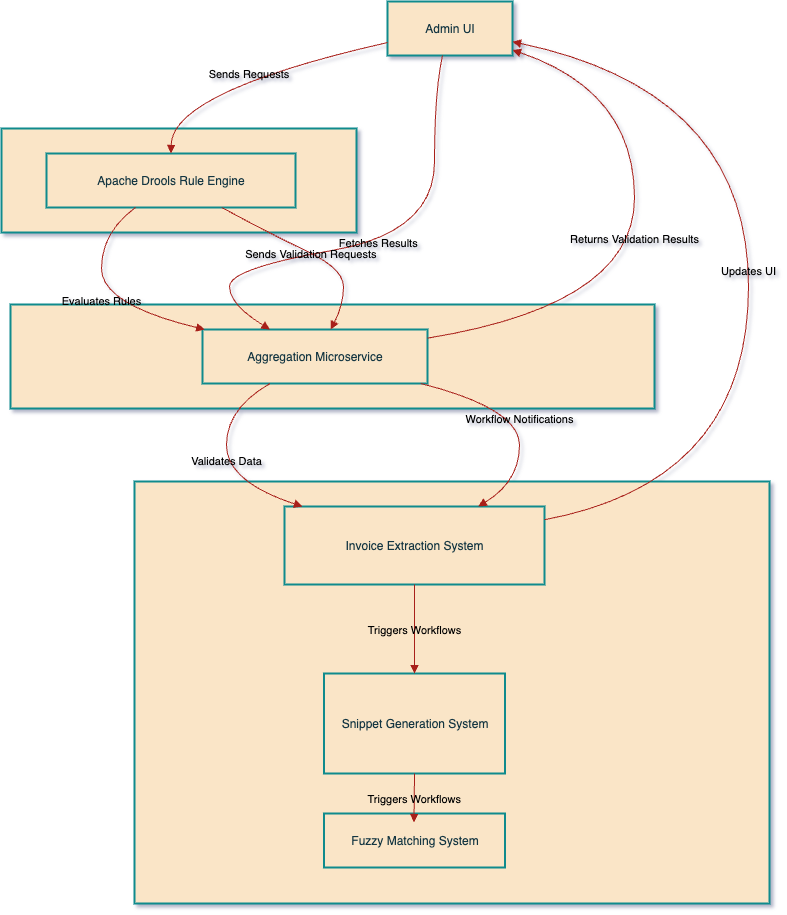 Admin UI
Sends Requests
Apache Drools Rule Engine
Fetches Results
Returns Validation Results
Sends Validation Requests
Updates UI
Evaluates Rules
Aggregation Microservice
Workflow Notifications
Validates Data
Invoice Extraction System
Triggers Workflows
Snippet Generation System
Triggers Workflows
Fuzzy Matching System